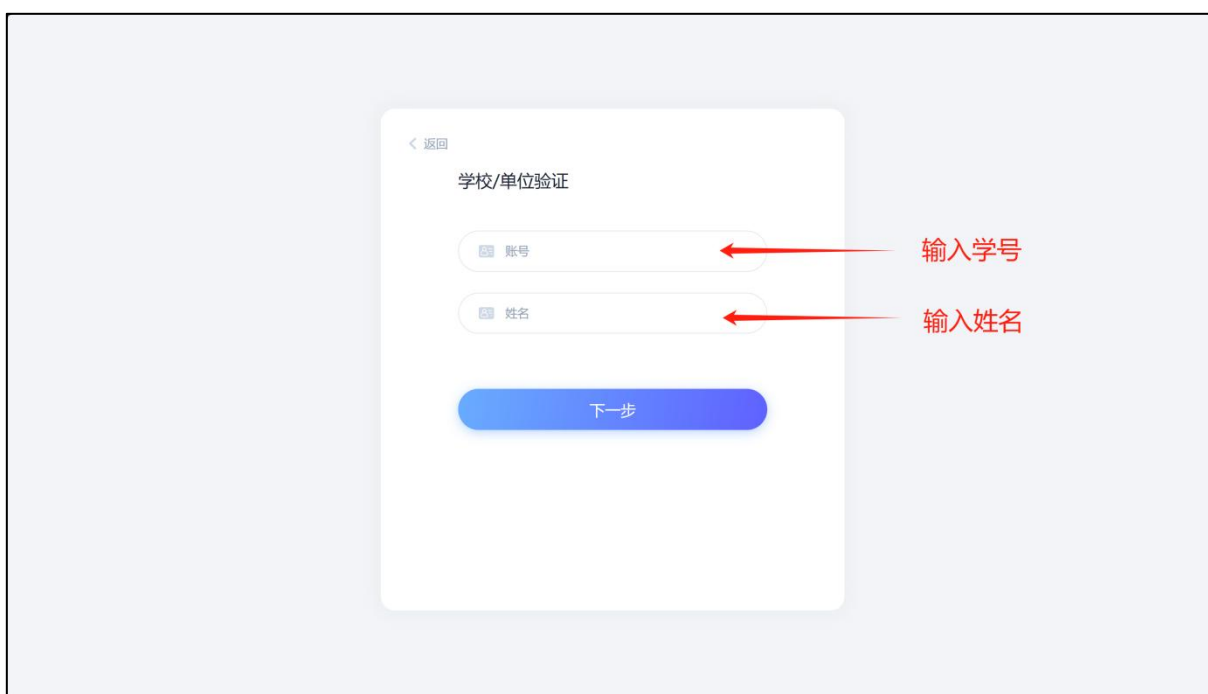 返回
学校/单位验证
账号
输入学号
姓名
输入姓名
下一步